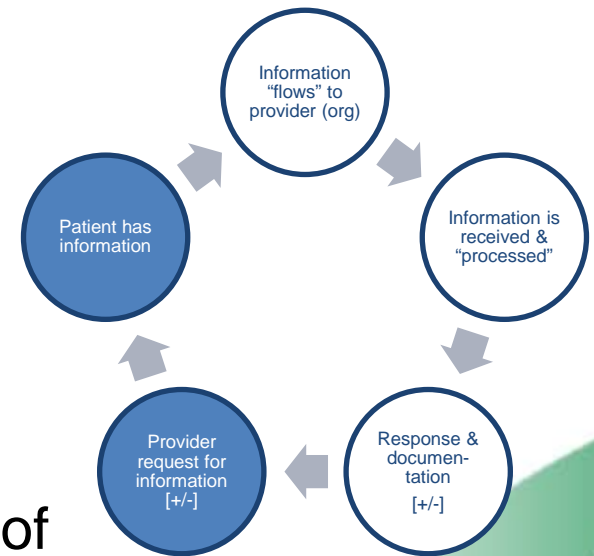 Information
“flows” to
provider (org)
Information is
received &
“processed”
Response &
documen-
tation
[+/-]
Provider
request for
information
[+/-]
Patient has
information
of